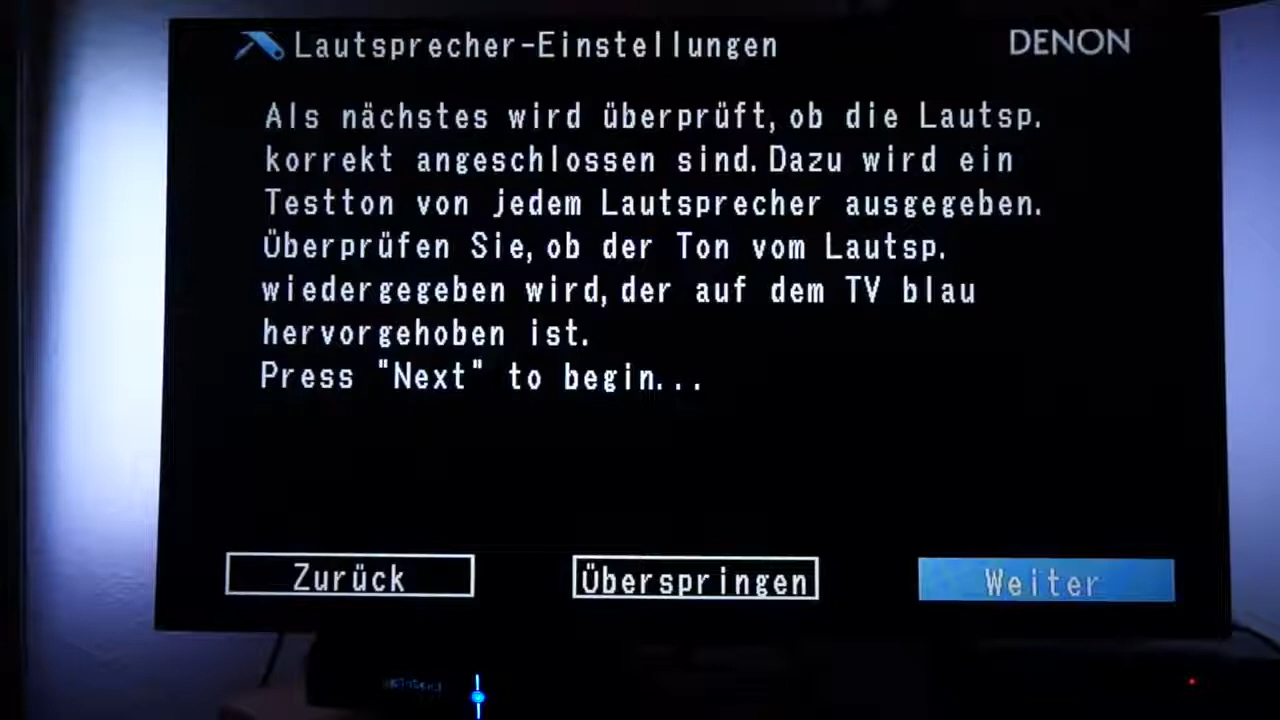 Lautsprecher-Einstellungen
DENON
Als nächstes wird überprüft, ob die Lautsp.
korrekt angeschlossen sind. Dazu wird ein
Testton von jedem Lautsprecher ausgegeben.
Überprüfen Sie, ob der Ton vom Lautsp.
wiedergegeben wird, der auf dem TV blau
hervorgehoben ist.
Press "Next" to begin...
Zurück
Überspringen
Weiter